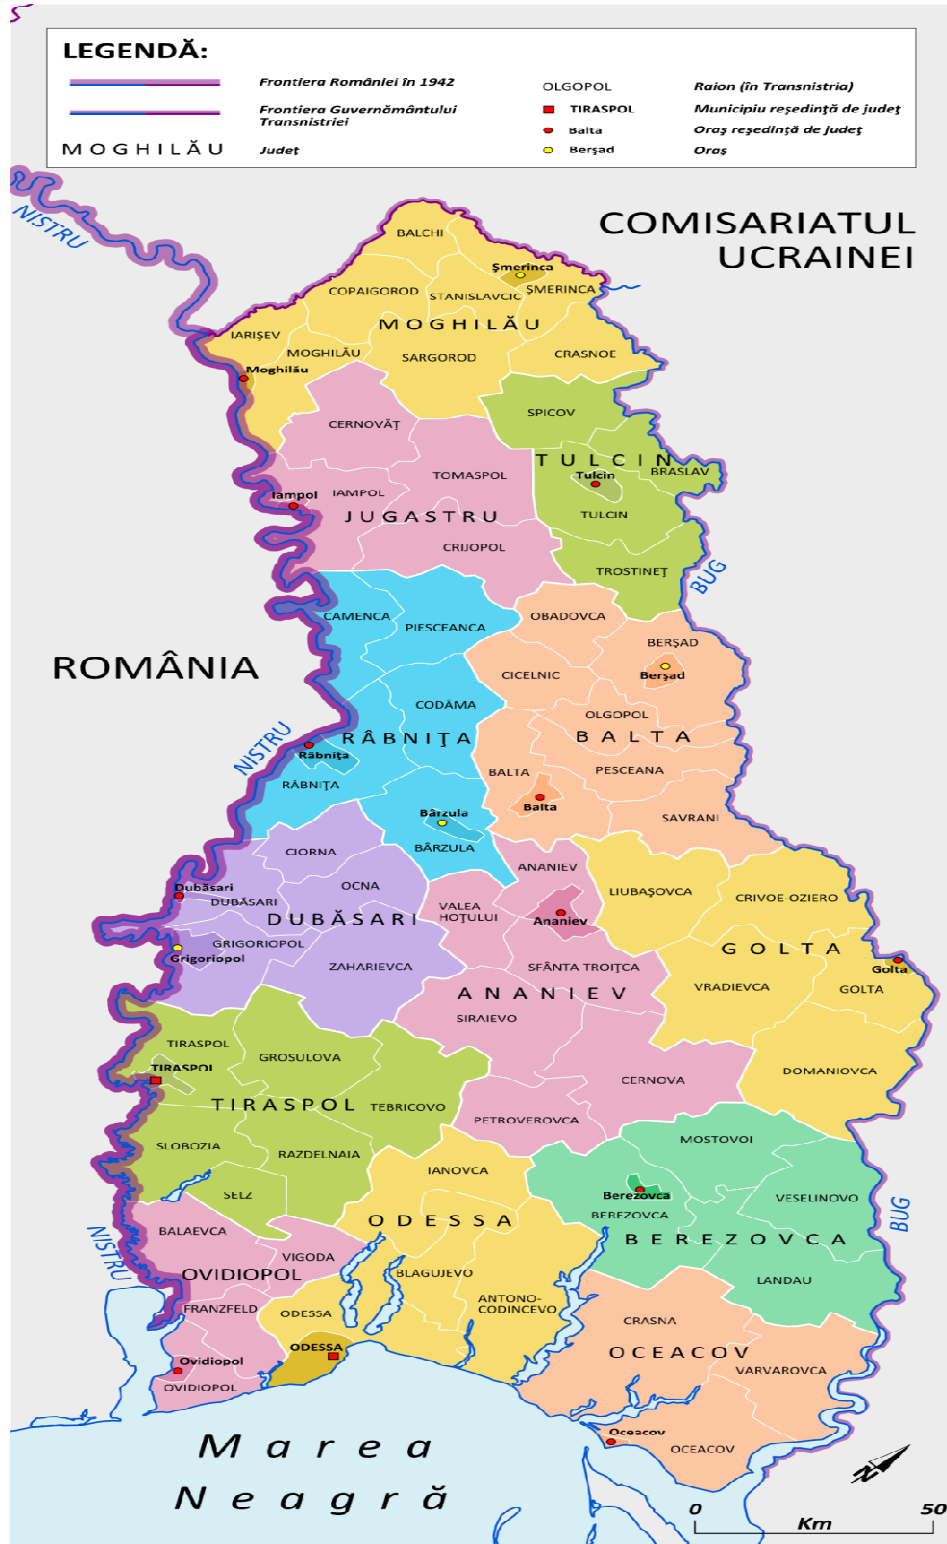 LEGENDĂ:
Frontiera României în 1942
Frontiera Guvernământului
Transnistriei
MOGHILĂU
Județ
OLGOPOL
Raion (în Transnistria)
TIRASPOL
Municipiu reședință de județ
Balta
Oraș reședință de județ
Berșad
Oraș
NISTRU
COMISARIATUL
UCRAINEI
BALCHI
Șmerinca
COPAIGOROD
STANISLAVCIC
ȘMERINCA
MOGHILĂU
IARIȘEV
MOGHILĂU
SARGOROD
CRASNOE
Moghilău
SPICOV
CERNOVĂȚ
TULCIN
TOMASPOL
Tulcin
BRASLAV
Iampol
IAMPOL
JUGASTRU
TULCIN
CRIJOPOL
TROSTINEȚ
BUG
CAMENCA
PIESCEANCA
OBADOVCA
BERȘAD
ROMÂNIA
CICELNIC
Berșad
CODÂMA
OLGOPOL
NISTRU
RÂBNIȚA
BALTA
Râbnița
RÂBNIȚA
BALTA
PESCEANA
Balta
Bârzula
SAVRANI
BÂRZULA
CIORNA
ANANIEV
Dubăsari
DUBĂSARI
OCNA
LIUBAȘOVCA
CRIVOE-OZIERO
VALEA
HOȚULUI
Ananiev
DUBĂSARI
GRIGORIOPOL
Grigoriopol
GOLTA
ZAHARIEVCA
SFÂNTA TROIȚCA
Golta
VRADIEVCA
GOLTA
ANANIEV
SIRAIEVO
TIRASPOL
GROSULOVA
TIRASPOL
CERNOVA
DOMANIOVCA
TIRASPOL
TEBRICOVO
PETROVEROVCA
SLOBOZIA
RAZDELNAIA
MOSTOVOI
IANOVCA
SELZ
Berezovca
VESELINOVO
BEREZOVCA
BUG
ODESSA
BALAEVCA
NISTRU
VIGODA
BEREZOVCA
OVIDIOPOL
BLAGUJEVO
LANDAU
FRANZFELD
ODESSA
ANTONO-
CODINCEVO
CRASNA
ODESSA
OCEACOV
Ovidiopol
VARVAROVCA
OVIDIOPOL
Oceacov
OCEACOV
Marea
Neagră
N
0
50
Km